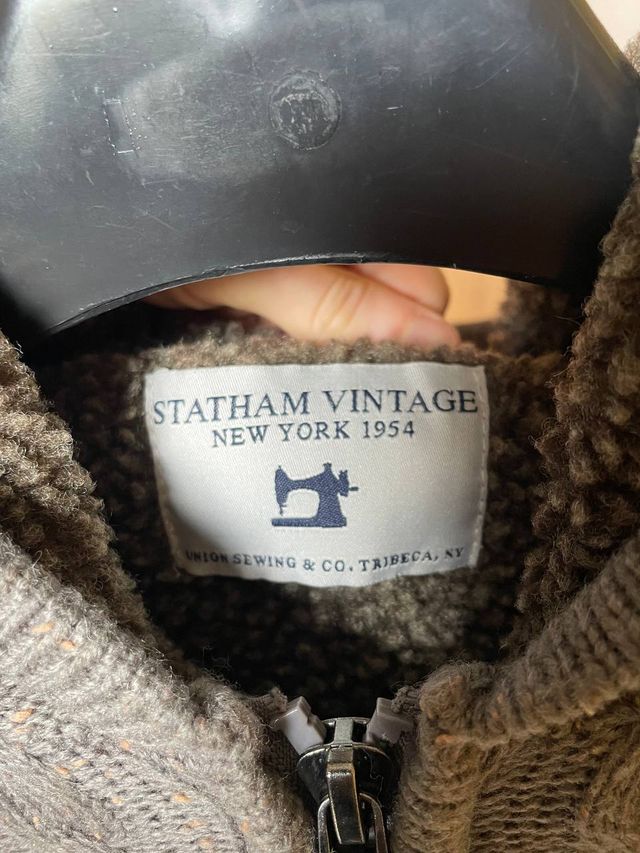 STATHAM VINTAGE
NEW YORK 1954
UNION SEWING & CO. TRIBECA, NY